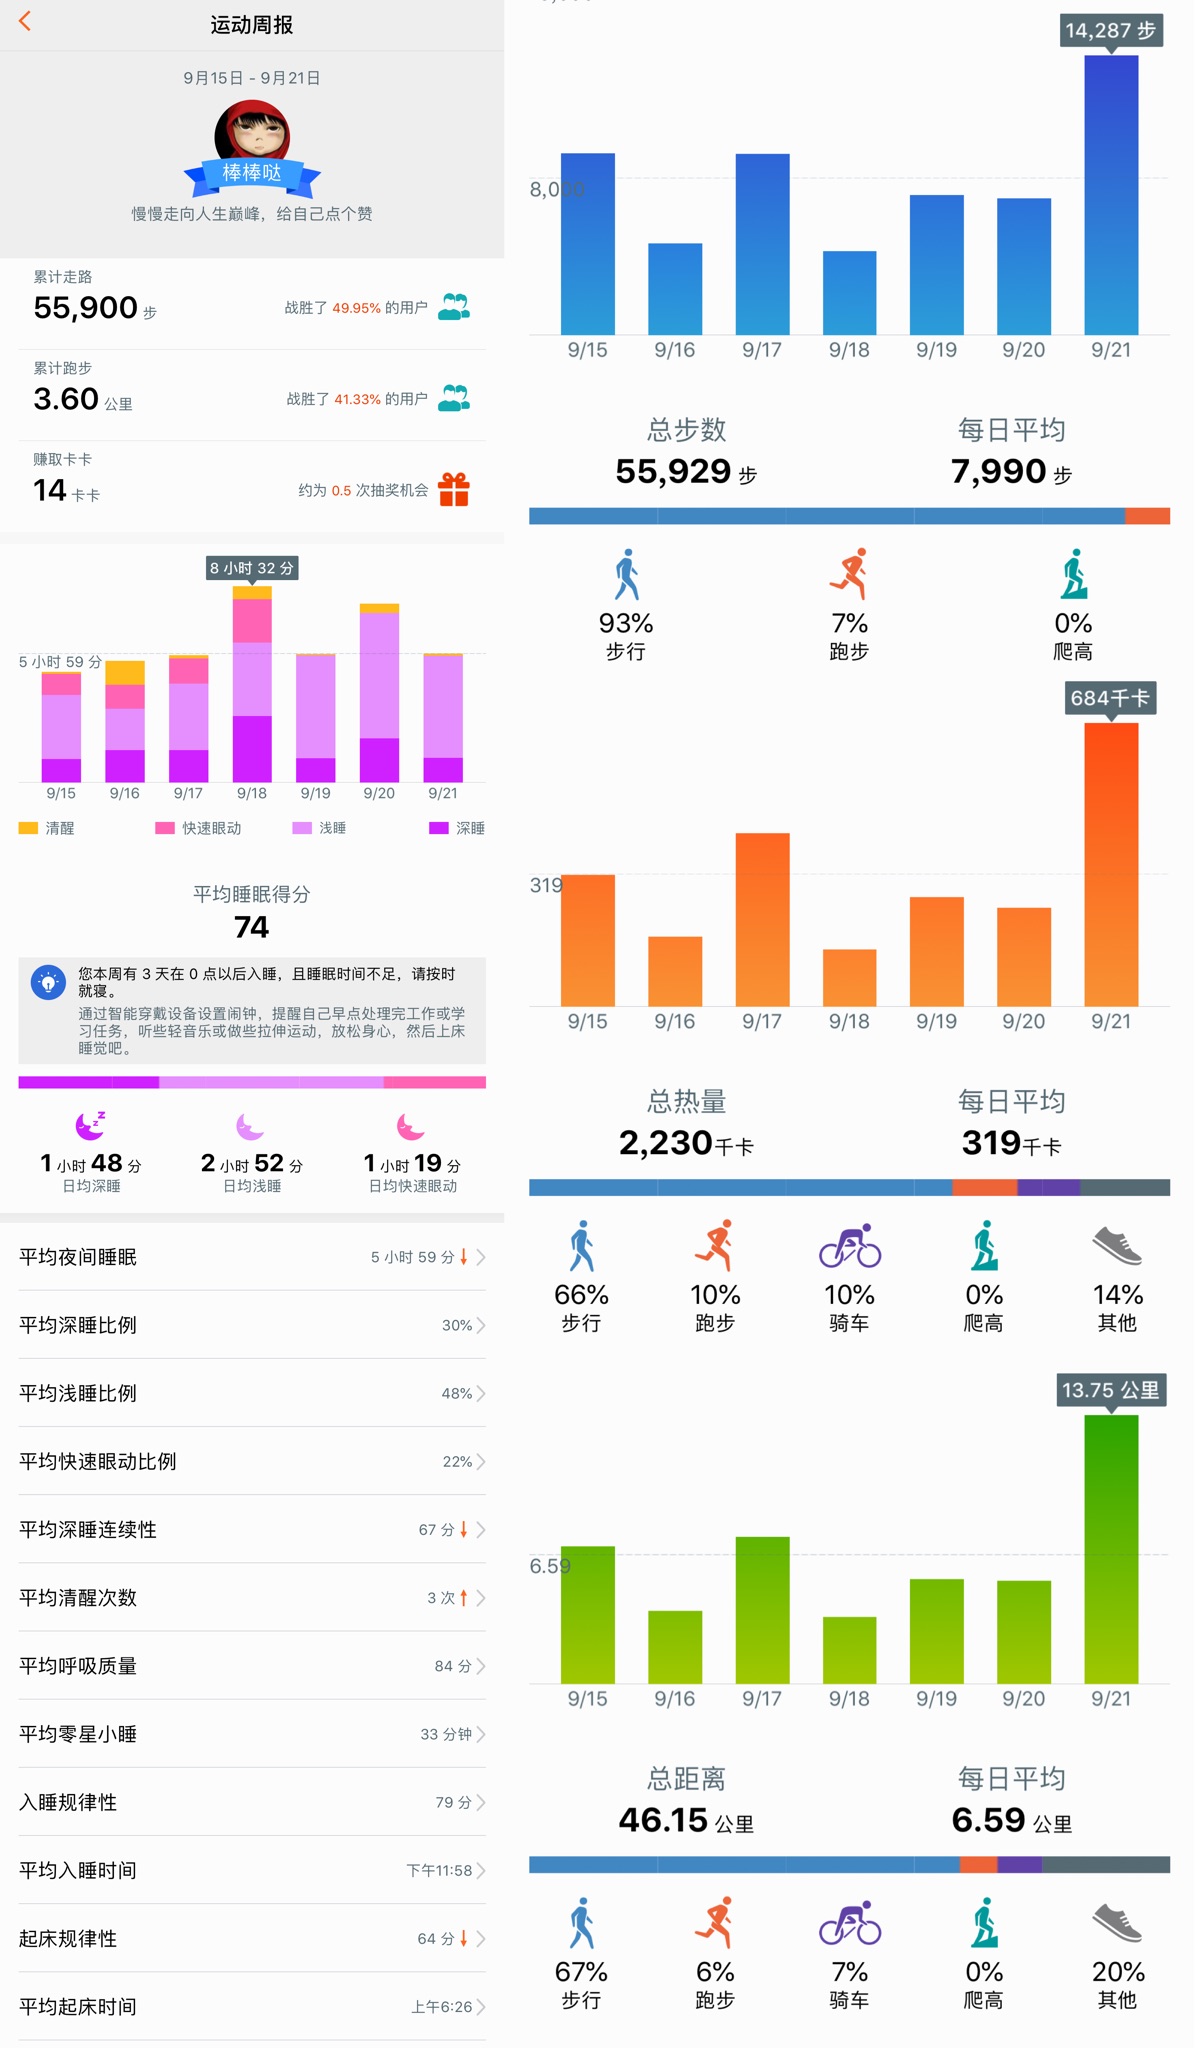 运动周报
9月15日 - 9月21日
棒棒哒
慢慢走向人生巅峰，给自己点个赞
累计走路
55,900 步
战胜了 49.95% 的用户
累计跑步
3.60 公里
战胜了 41.33% 的用户
赚取卡卡
14 卡卡
约为 0.5 次抽奖机会
8 小时 32 分
5 小时 59 分
9/15 9/16 9/17 9/18 9/19 9/20 9/21
清醒 快速眼动 浅睡 深睡
平均睡眠得分
74
您本周有 3 天在 0 点以后入睡，且睡眠时间不足，请按时
就寝。
通过智能穿戴设备设置闹钟，提醒自己早点处理完工作或学
习任务，听些轻音乐或做些拉伸运动，放松身心，然后上床
睡觉吧。
z z
1 小时 48 分 2 小时 52 分 1 小时 19 分
日均深睡 日均浅睡 日均快速眼动
平均夜间睡眠 5 小时 59 分
平均深睡比例 30%
平均浅睡比例 48%
平均快速眼动比例 22%
平均深睡连续性 67 分
平均清醒次数 3 次
平均呼吸质量 84 分
平均零星小睡 33 分钟
入睡规律性 79 分
平均入睡时间 下午11:58
起床规律性 64 分
平均起床时间 上午6:26
14,287 步
8,000
9/15 9/16 9/17 9/18 9/19 9/20 9/21
总步数 每日平均
55,929 步 7,990 步
93% 7% 0%
步行 跑步 爬高
684千卡
319
9/15 9/16 9/17 9/18 9/19 9/20 9/21
总热量 每日平均
2,230千卡 319千卡
66% 10% 10% 0% 14%
步行 跑步 骑车 爬高 其他
13.75 公里
6.59
9/15 9/16 9/17 9/18 9/19 9/20 9/21
总距离 每日平均
46.15 公里 6.59 公里
67% 6% 7% 0% 20%
步行 跑步 骑车 爬高 其他